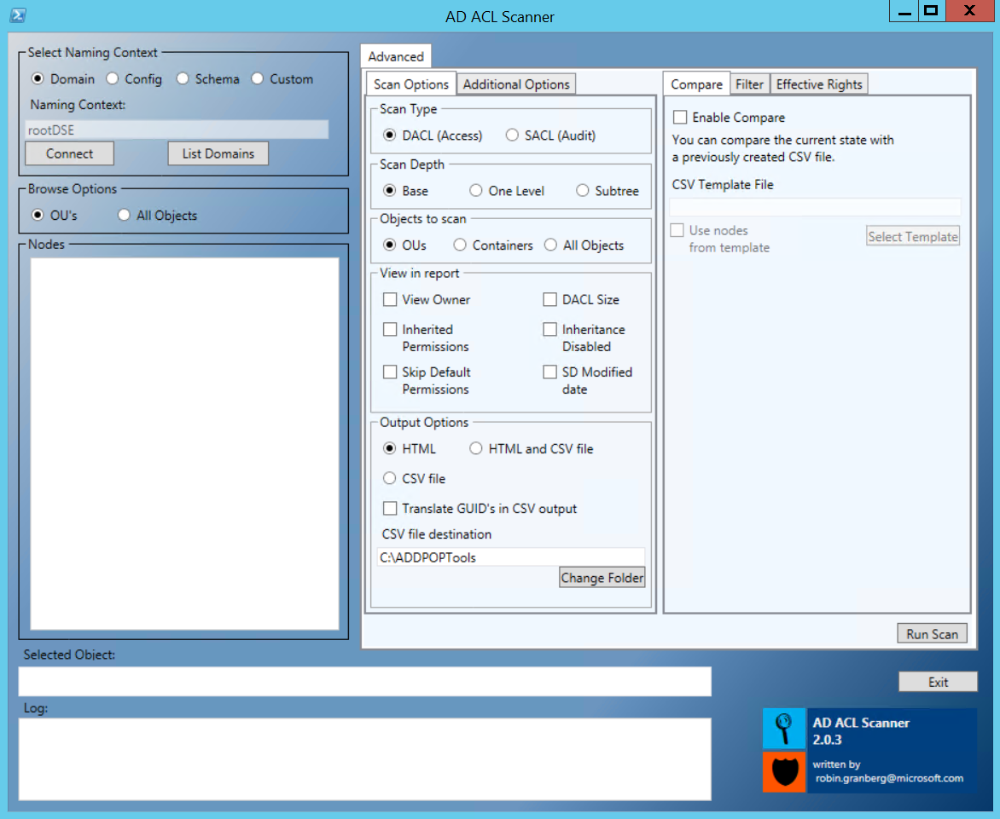 AD ACL Scanner
Select Naming Context
Domain Config Schema Custom
Naming Context:
rootDSE
Connect List Domains
Browse Options
OU's All Objects
Nodes
Advanced
Scan Options Additional Options
Scan Type
DACL (Access) SACL (Audit)
Scan Depth
Base One Level Subtree
Objects to scan
OUs Containers All Objects
View in report
View Owner DACL Size
Inherited
Permissions
Inheritance
Disabled
Skip Default
Permissions
SD Modified
date
Output Options
HTML HTML and CSV file
CSV file
Translate GUID's in CSV output
CSV file destination
C:\ADDPOPTools
Change Folder
Compare Filter Effective Rights
Enable Compare
You can compare the current state with
a previously created CSV file.
CSV Template File
Use nodes
from template
Select Template
Run Scan
Selected Object:
Exit
Log:
AD ACL Scanner
2.0.3
written by
robin.granberg@microsoft.com